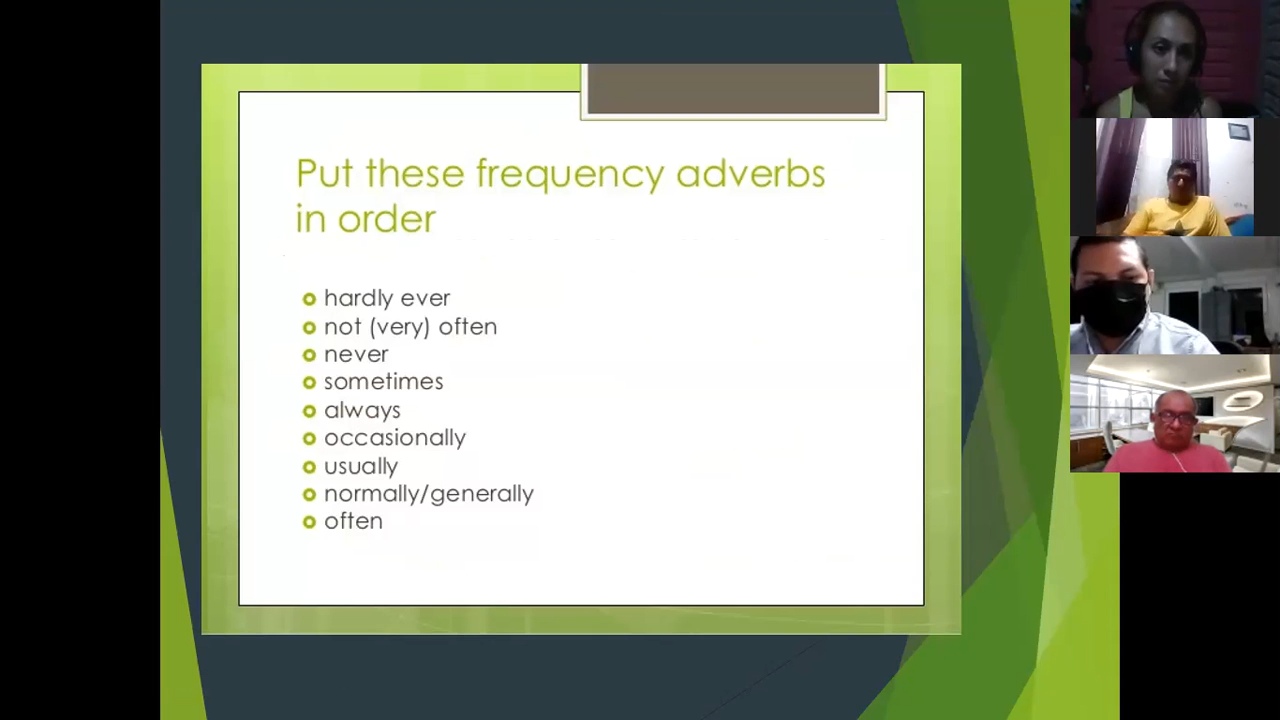 Put these frequency adverbs
in order
hardly ever
not (very) often
never
sometimes
always
occasionally
usually
normally/generally
often